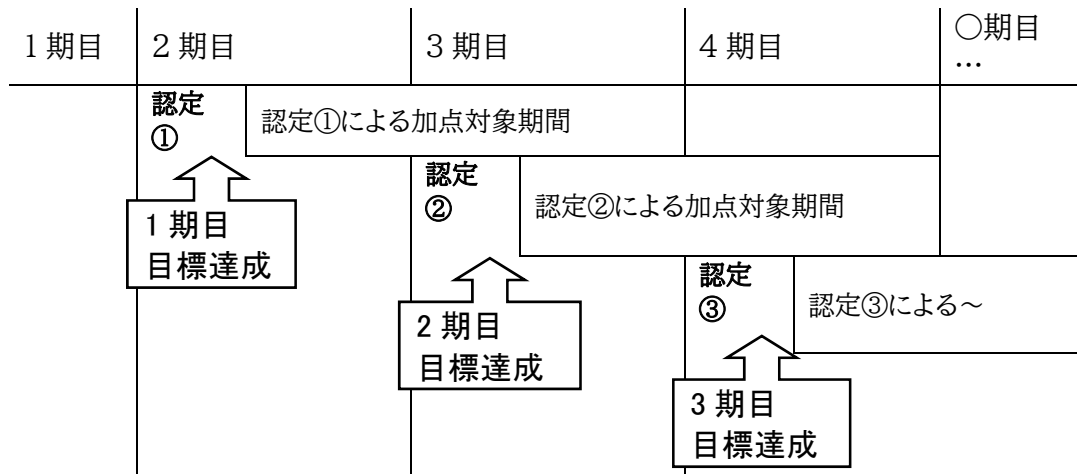 1期目
2期目
3期目
4期目
○期目
…
認定
①
認定①による加点対象期間
1期目
目標達成
認定
②
認定②による加点対象期間
2期目
目標達成
認定
③
認定③による～
3期目
目標達成